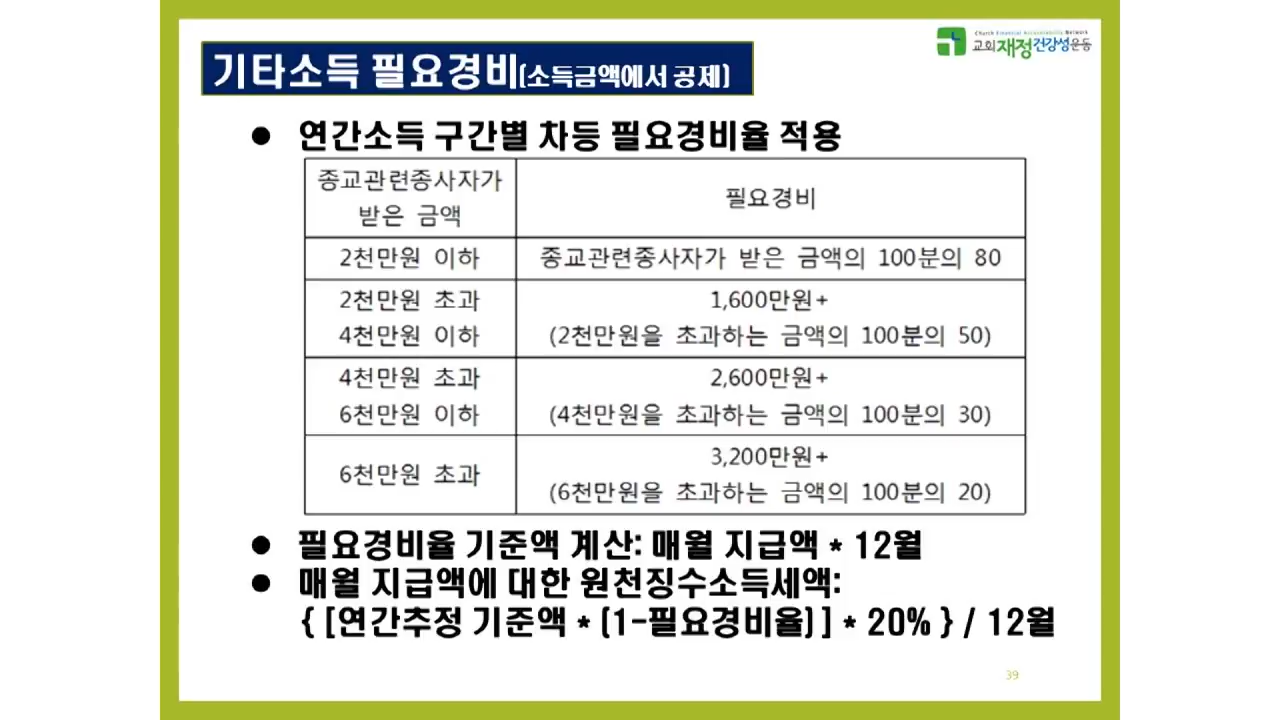 Church Financial Accountability Network
교회재정건강성운동
기타소득 필요경비(소득금액에서 공제)
● 연간소득 구간별 차등 필요경비율 적용
종교관련종사자가
받은 금액
필요경비
2천만원 이하
종교관련종사자가 받은 금액의 100분의 80
2천만원 초과
4천만원 이하
1,600만원+
(2천만원을 초과하는 금액의 100분의 50)
4천만원 초과
6천만원 이하
2,600만원+
(4천만원을 초과하는 금액의 100분의 30)
6천만원 초과
3,200만원+
(6천만원을 초과하는 금액의 100분의 20)
● 필요경비율 기준액 계산: 매월 지급액 * 12월
● 매월 지급액에 대한 원천징수소득세액:
{ [연간추정 기준액 * (1-필요경비율) ] * 20% } / 12월
39